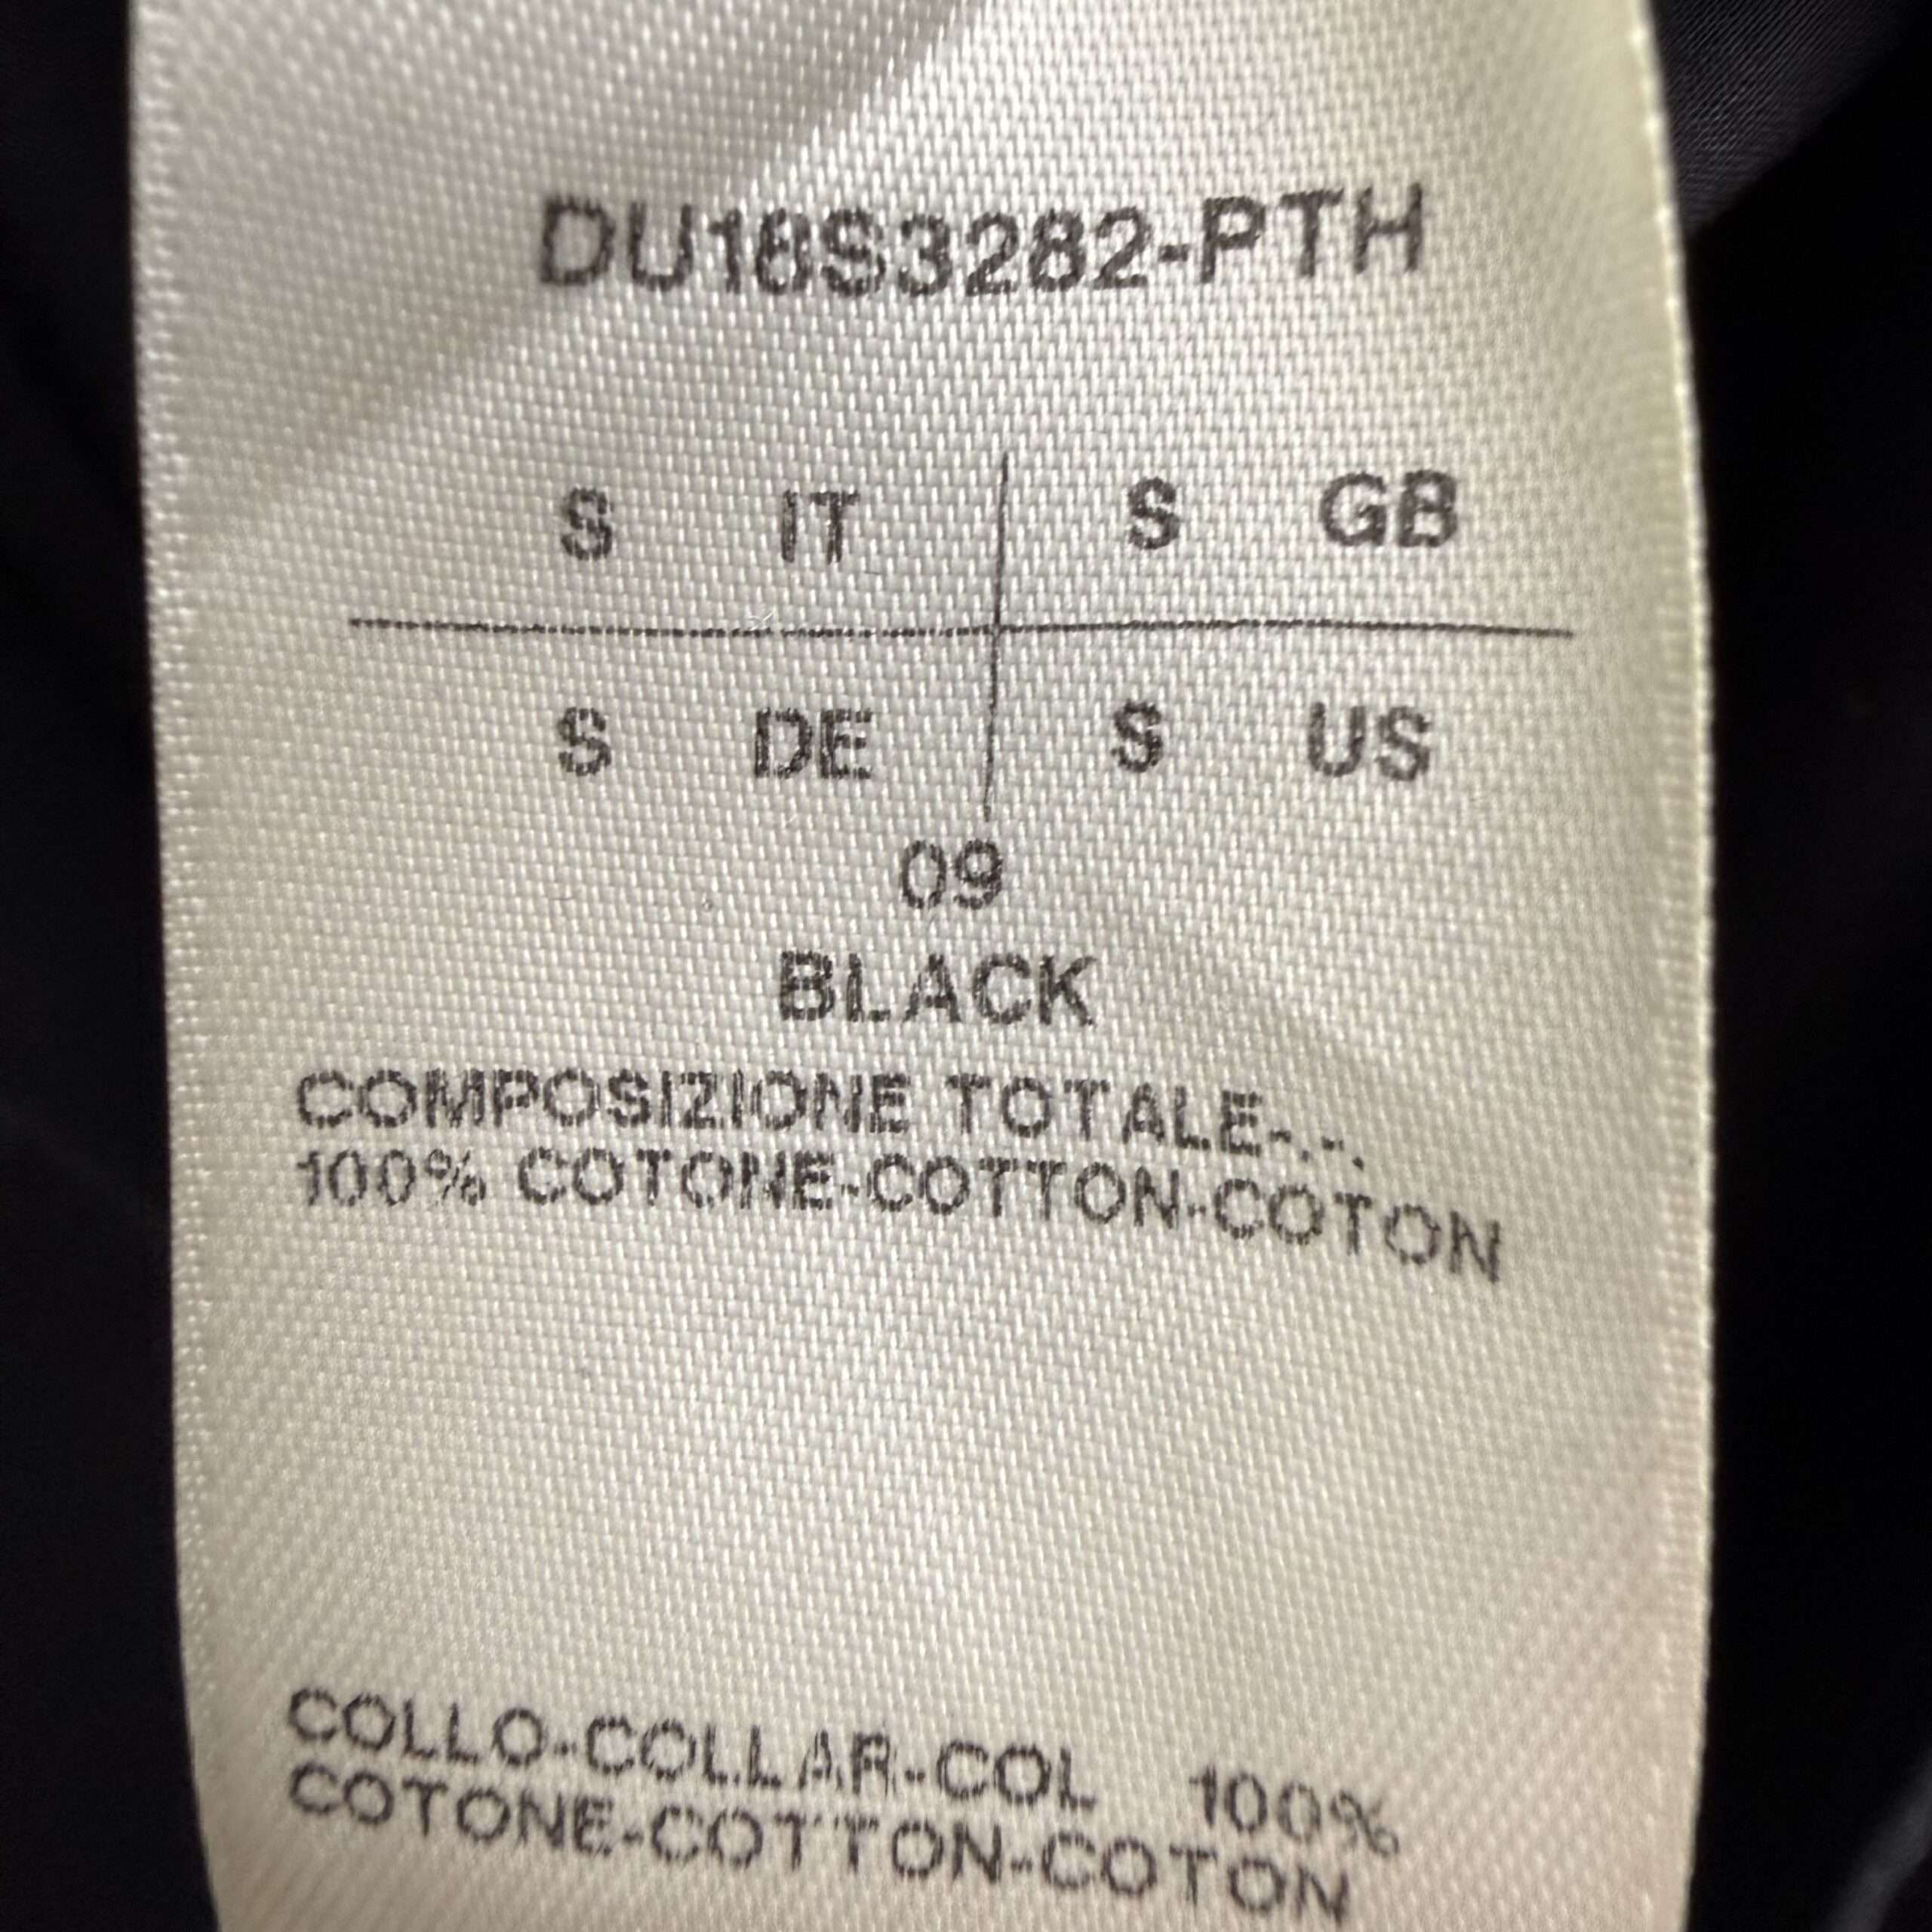 DU16S3282-PTH
S IT S GB
S DE S US
09
BLACK
COMPOSIZIONE TOTALE-.-.
100% COTONE-COTTON-COTON
COLLO-COLLAR-COL 100%
COTONE-COTTON-COTON